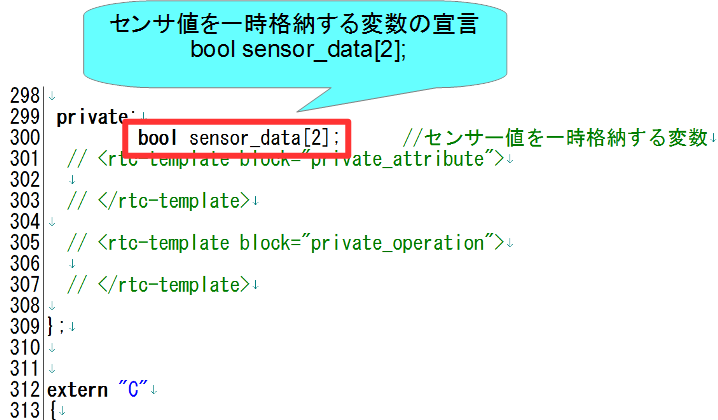 センサ値を一時格納する変数の宣言
bool sensor_data[2];
298
299 private:
300 bool sensor_data[2]; //センサー値を一時格納する変数
301 // <rtc-template block="private_attribute">
302
303 // </rtc-template>
304
305 // <rtc-template block="private_operation">
306
307 // </rtc-template>
308
309 };
310
311
312 extern "C"
313 {